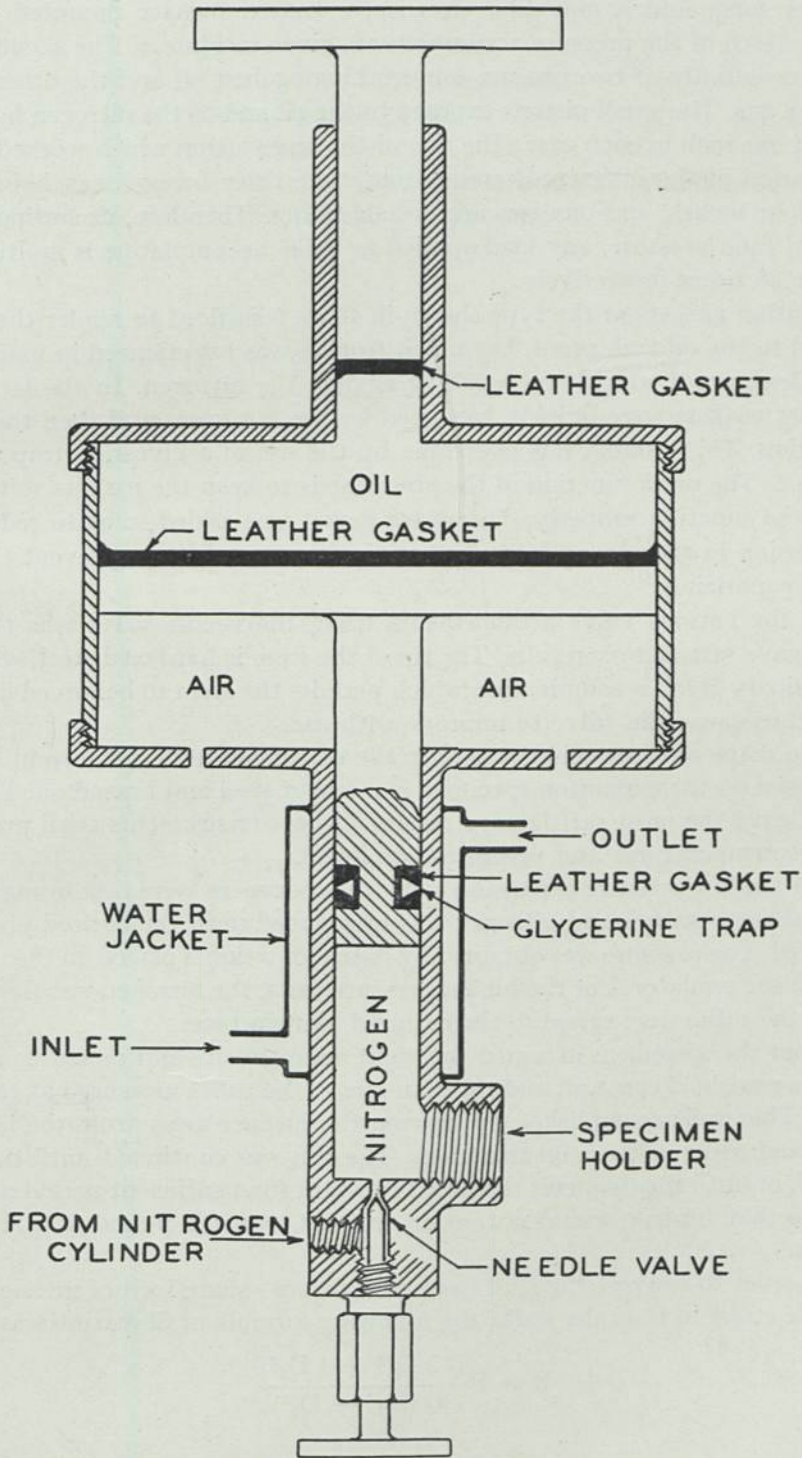 LEATHER GASKET
OIL
LEATHER GASKET
AIR
AIR
OUTLET
LEATHER GASKET
WATER
JACKET
GLYCERINE TRAP
INLET
NITROGEN
SPECIMEN
HOLDER
FROM NITROGEN
CYLINDER
NEEDLE VALVE